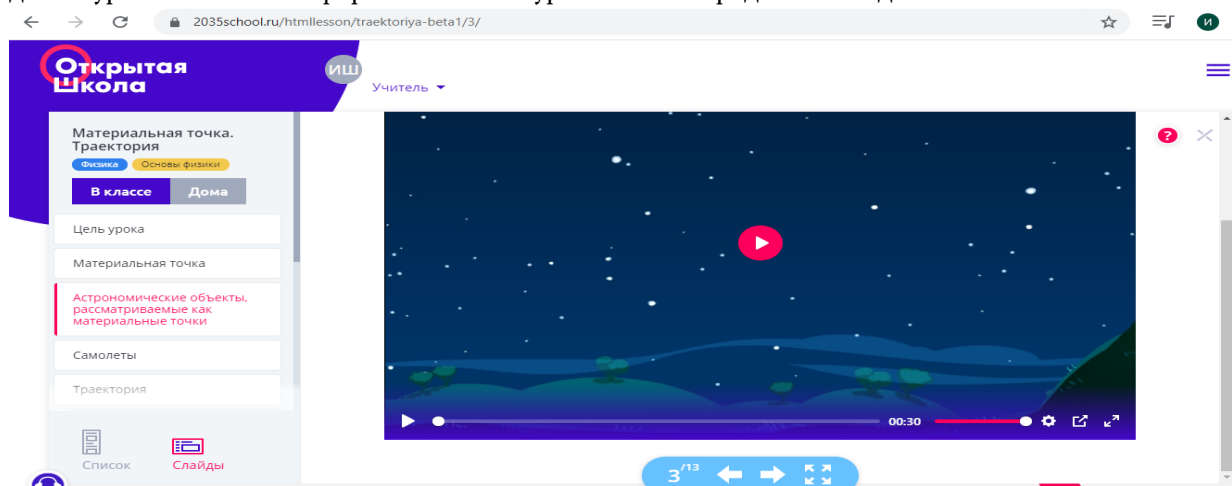 2035school.ru/htmllesson/traektoriya-beta1/3/
и
Открытая
Школа
ИШ
Учитель
Материальная точка.
Траектория
Физика
Основы физики
В классе
Дома
Цель урока
Материальная точка
Астрономические объекты,
рассматриваемые как
материальные точки
Самолеты
Траектория
Список
Слайды
?
00:30
3/13